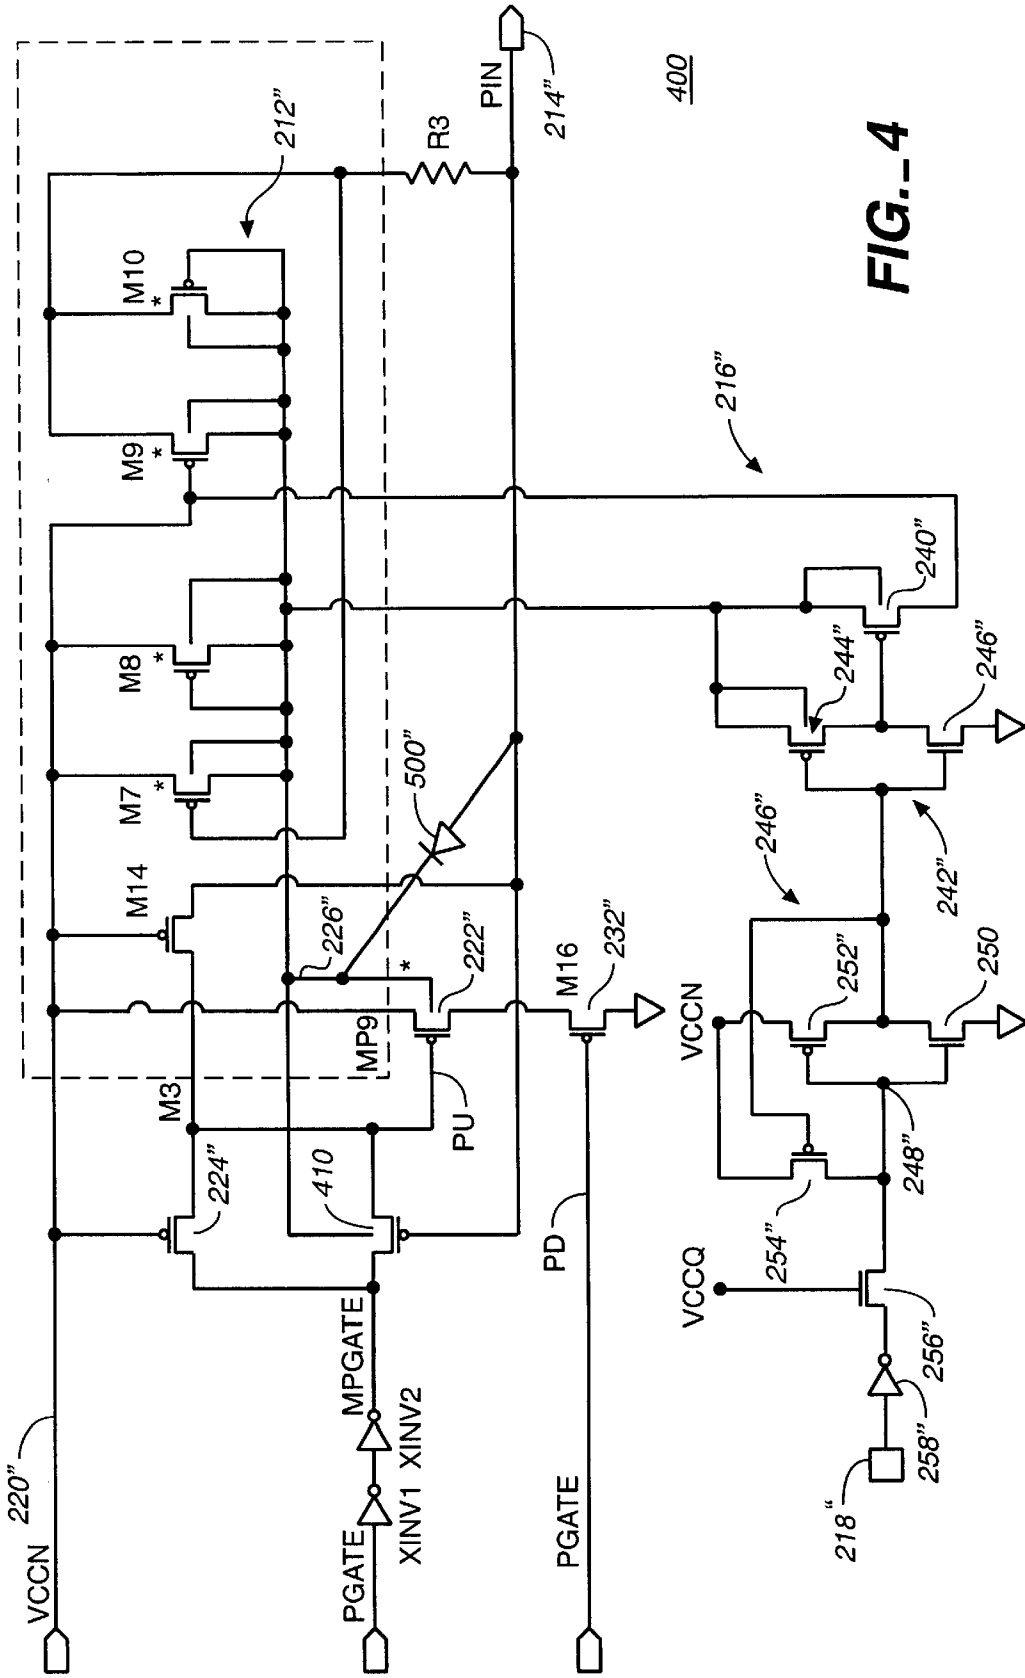 220"
VCCN
M14
M7
*
M8
*
M9
*
M10
*
212"
R3
PIN
214"
400
M3
224"
410
226"
500"
MP9
*
222"
PU
M16
232"
PGATE
XINV1
XINV2
MPGATE
PGATE
PD
216"
240"
244"
246"
242"
246"
VCCN
252"
250
254"
248"
VCCQ
256"
258"
218"
FIG._4